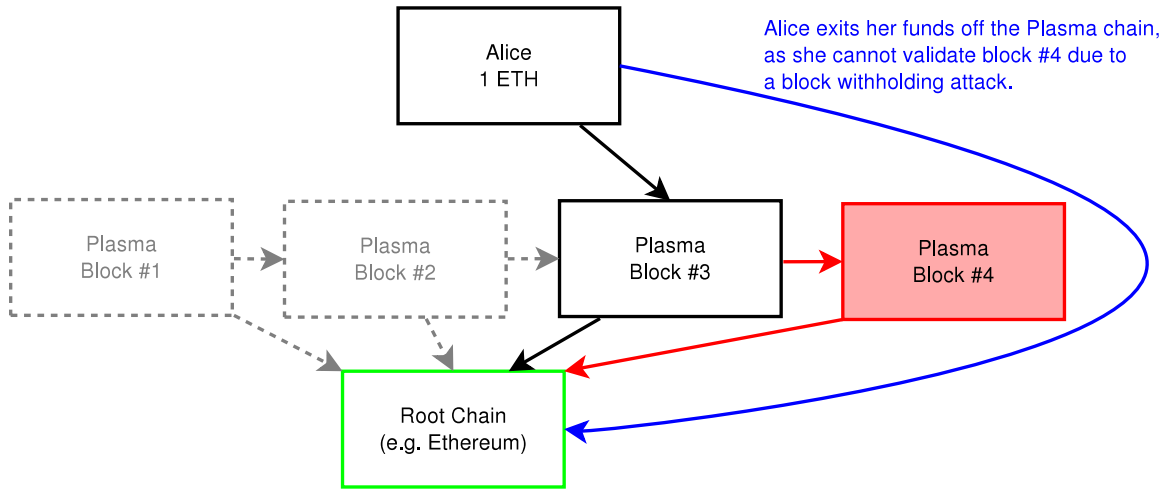 Alice
1 ETH
Alice exits her funds off the Plasma chain,
as she cannot validate block #4 due to
a block withholding attack.
Plasma
Block #1
Plasma
Block #2
Plasma
Block #3
Plasma
Block #4
Root Chain
(e.g. Ethereum)